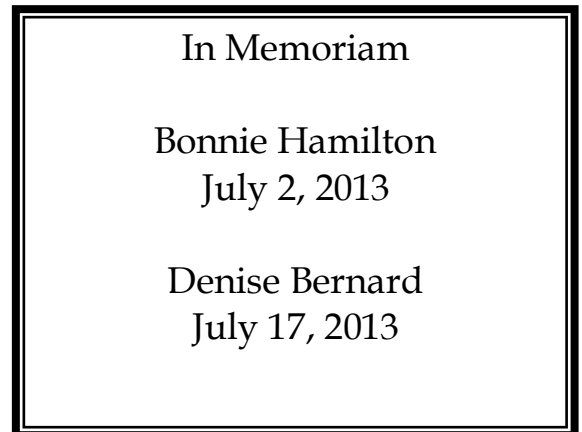 In Memoriam
Bonnie Hamilton
July 2, 2013
Denise Bernard
July 17, 2013